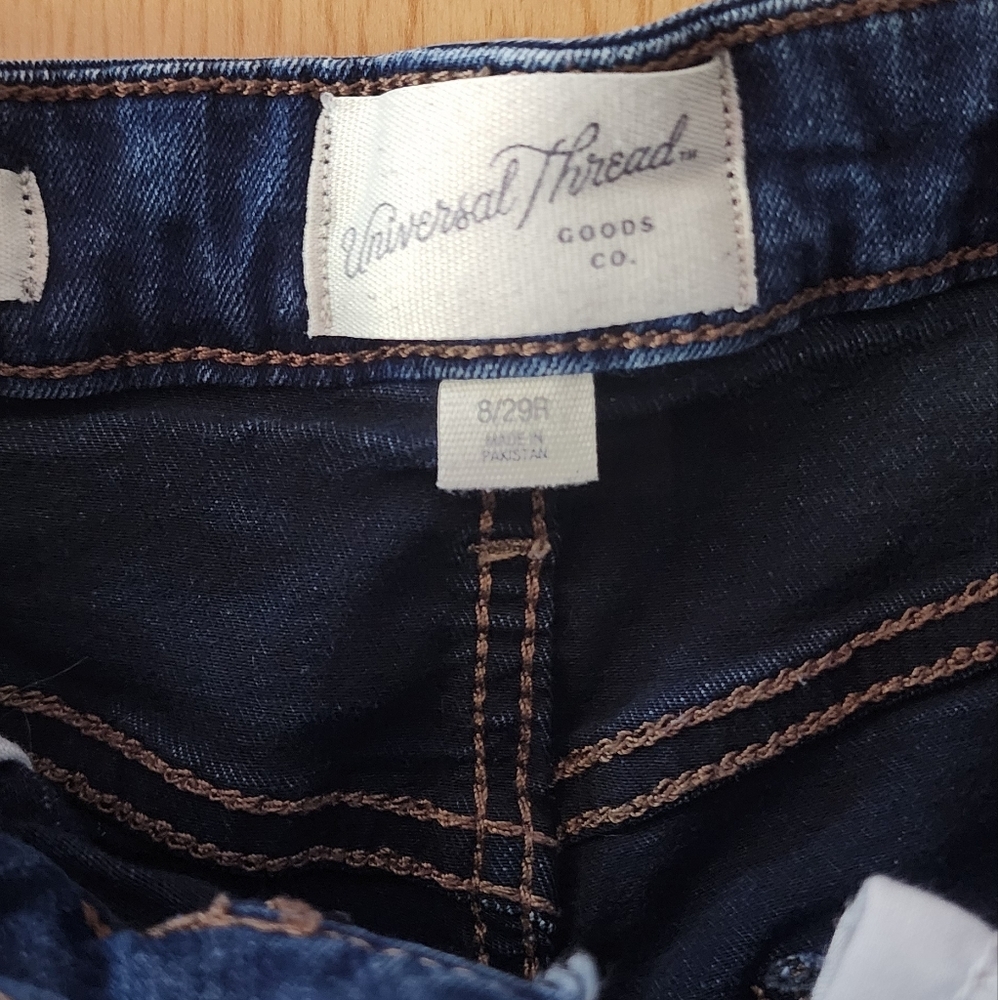 Universal Thread™
GOODS
CO.
8/29R
MADE IN
PAKISTAN